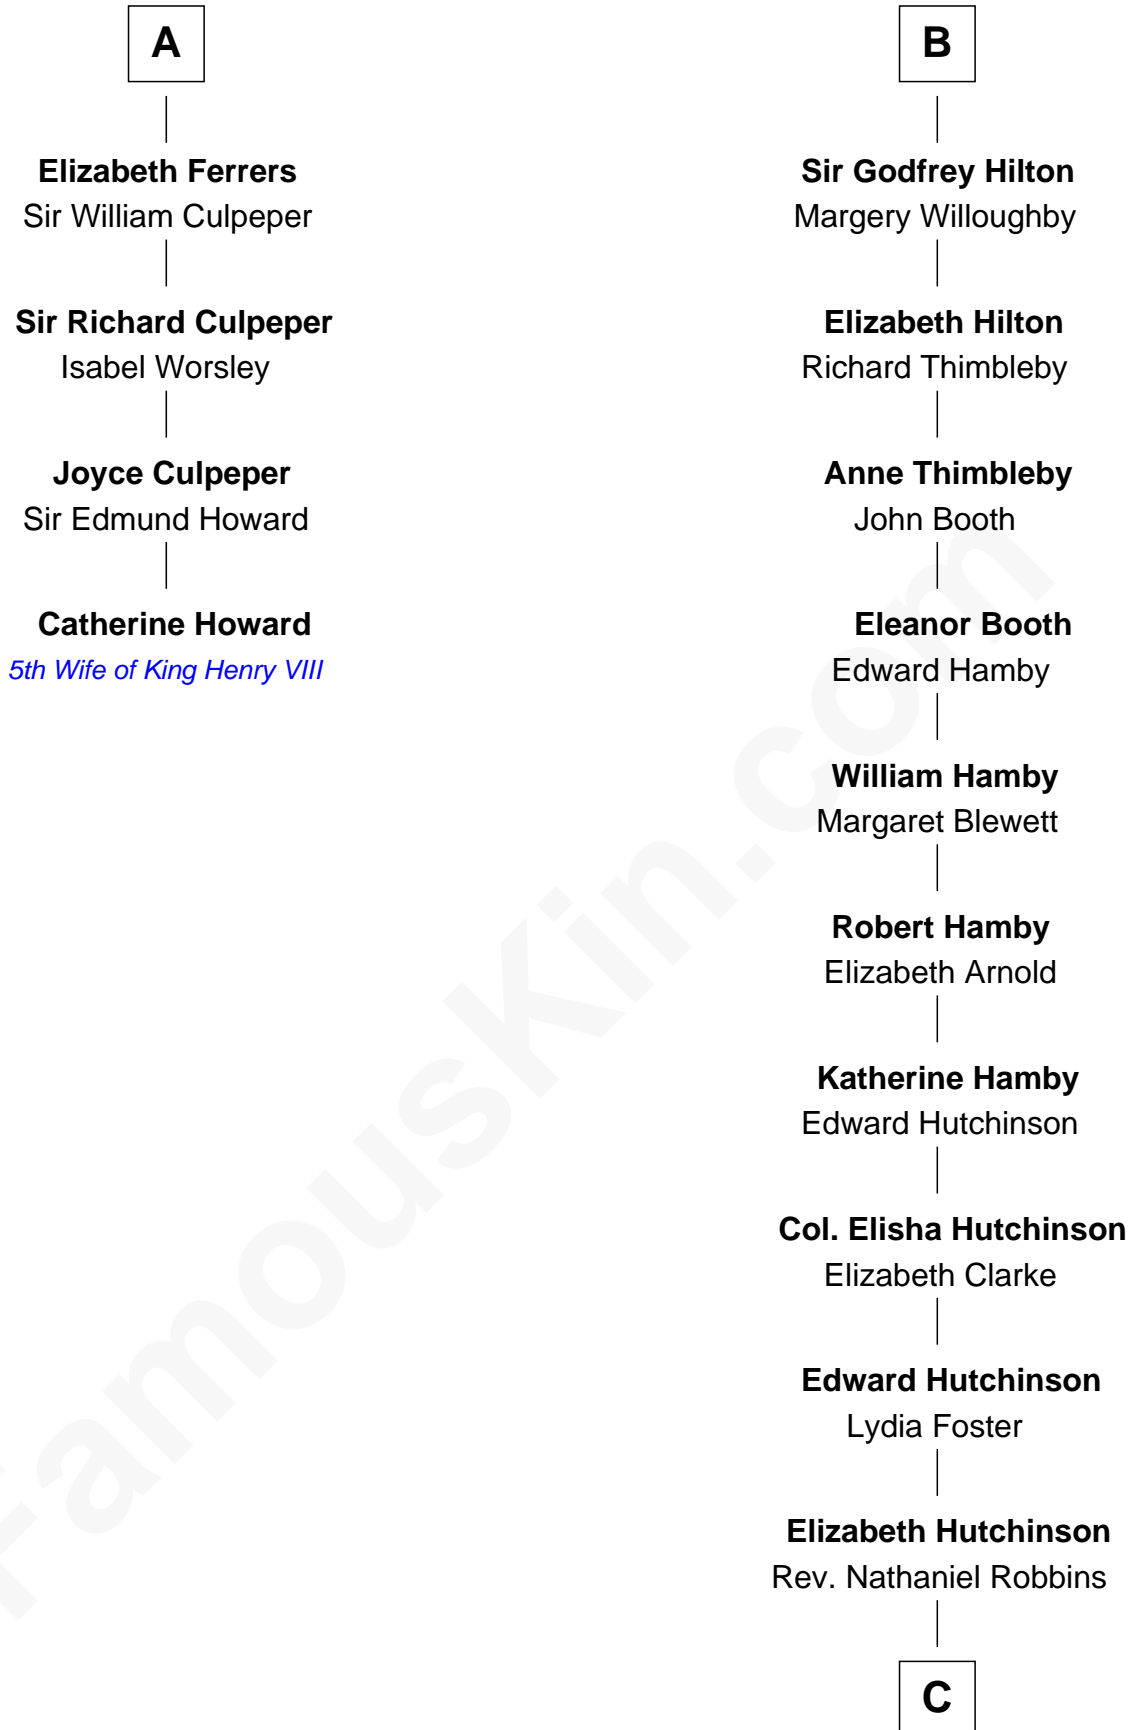 A
Elizabeth Ferrers
Sir William Culpeper
Sir Richard Culpeper
Isabel Worsley
Joyce Culpeper
Sir Edmund Howard
Catherine Howard
5th Wife of King Henry VIII
B
Sir Godfrey Hilton
Margery Willoughby
Elizabeth Hilton
Richard Thimbleby
Anne Thimbleby
John Booth
Eleanor Booth
Edward Hamby
William Hamby
Margaret Blewett
Robert Hamby
Elizabeth Arnold
Katherine Hamby
Edward Hutchinson
Col. Elisha Hutchinson
Elizabeth Clarke
Edward Hutchinson
Lydia Foster
Elizabeth Hutchinson
Rev. Nathaniel Robbins
C
FamousKin.com